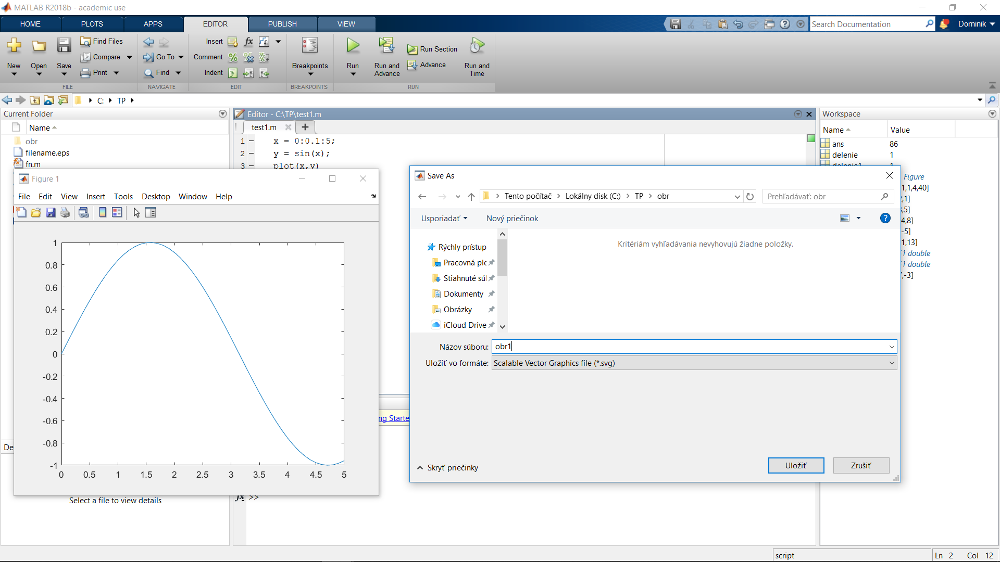 MATLAB R2018b - academic use
HOME PLOTS APPS EDITOR PUBLISH VIEW
Search Documentation
Dominik
New
Open
Save
Find Files
Compare
Print
FILE
Go To
Find
NAVIGATE
Insert
Comment
Indent
EDIT
Breakpoints
BREAKPOINTS
Run
Run and
Advance
Run Section
Advance
Run and
Time
RUN
C: TP
Current Folder
Name
obr
filename.eps
fn.m
De
Select a file to view details
Editor - C:\TP\test1.m
test1.m
1 - x = 0:0.1:5;
2 - y = sin(x);
3 - plot(x,y)
ng Starte
fx >>
Workspace
Name Value
ans 86
delenie 1
delenie1 1
Figure
1,1,4,40]
,1]
,5]
4,8]
-5]
1,13]
1 double
1 double
,-3]
Figure 1
File Edit View Insert Tools Desktop Window Help
1
0.8
0.6
0.4
0.2
0
-0.2
-0.4
-0.6
-0.8
-1
0 0.5 1 1.5 2 2.5 3 3.5 4 4.5 5
Save As
Tento počítač Lokálny disk (C:) TP obr
Prehľadávať: obr
Usporiadať Nový priečinok
?
Rýchly prístup
Pracovná plo
Stiahnuté sú
Dokumenty
Obrázky
iCloud Drive
Kritériám vyhľadávania nevyhovujú žiadne položky.
Názov súboru: obr1
Uložiť vo formáte: Scalable Vector Graphics file (*.svg)
Skryť priečinky
Uložiť Zrušiť
script
Ln 2 Col 12